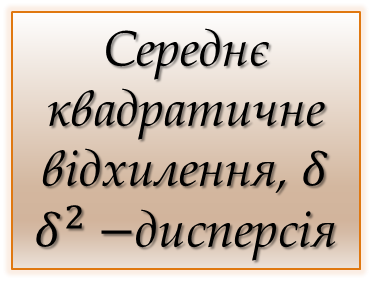 Середнє
квадратичне
відхилення, δ
δ² −дисперсія